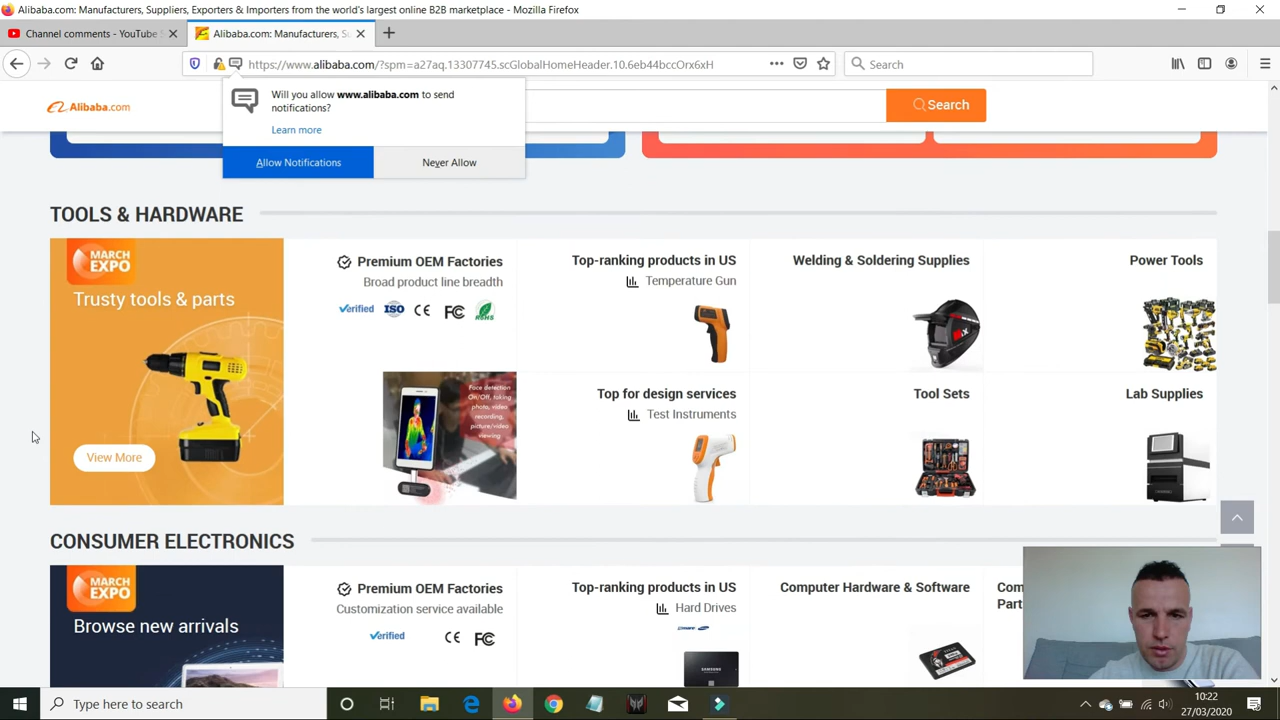 Alibaba.com: Manufacturers, Suppliers, Exporters & Importers from the world's largest online B2B marketplace - Mozilla Firefox
Channel comments - YouTube S
Alibaba.com: Manufacturers, Su
https://www.alibaba.com/?spm=a27aq.13307745.scGlobalHomeHeader.10.6eb44bccOrx6xH
Search
Will you allow www.alibaba.com to send
notifications?
Learn more
Allow Notifications
Never Allow
Alibaba.com
Search
TOOLS & HARDWARE
MARCH
EXPO
Trusty tools & parts
View More
Premium OEM Factories
Broad product line breadth
Verified ISO CE FC RoHS
Face detection
On/Off, taking
photo, video
recording,
picture/video
viewing
Top-ranking products in US
Temperature Gun
Welding & Soldering Supplies
Power Tools
Top for design services
Test Instruments
Tool Sets
Lab Supplies
CONSUMER ELECTRONICS
MARCH
EXPO
Browse new arrivals
Premium OEM Factories
Customization service available
Verified CE FC
Top-ranking products in US
Hard Drives
SAMSUNG
Computer Hardware & Software
Com
Part
Type here to search
10:22
27/03/2020